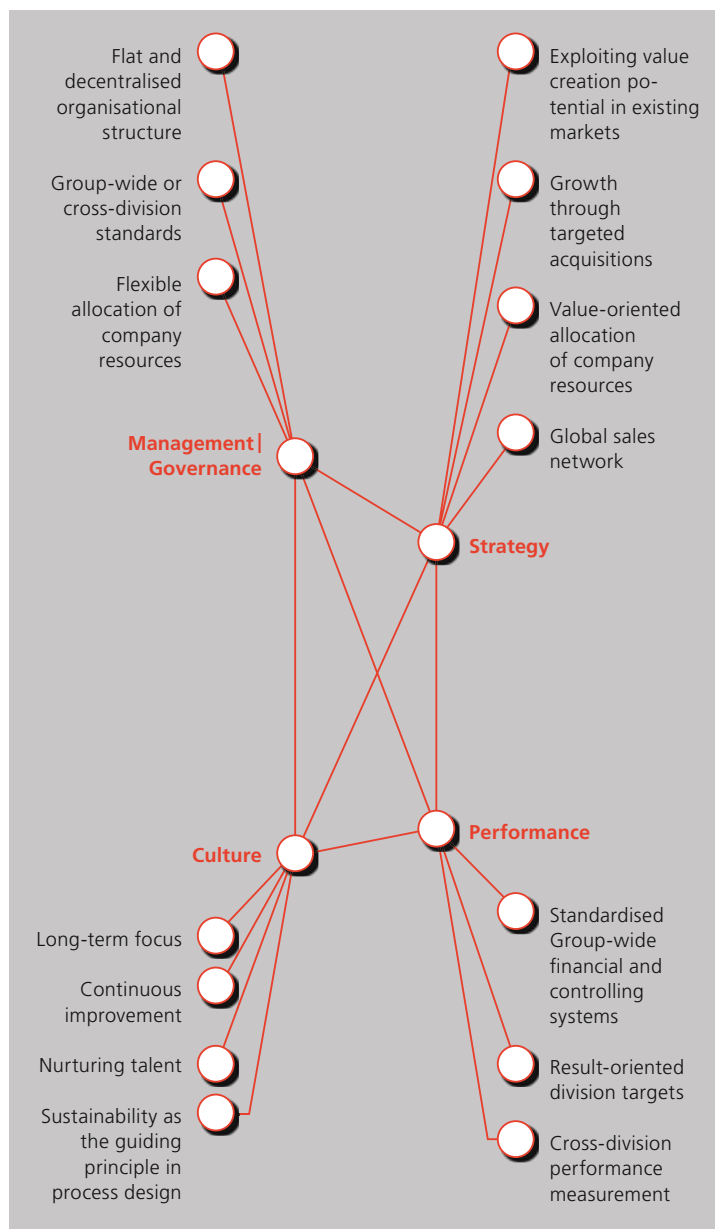 Flat and
decentralised
organisational
structure
Group-wide or
cross-division
standards
Flexible
allocation of
company
resources
Management|
Governance
Exploiting value
creation po-
tential in existing
markets
Growth
through
targeted
acquisitions
Value-oriented
allocation
of company
resources
Global sales
network
Strategy
Culture
Long-term focus
Continuous
improvement
Nurturing talent
Sustainability as
the guiding
principle in
process design
Performance
Standardised
Group-wide
financial and
controlling
systems
Result-oriented
division targets
Cross-division
performance
measurement